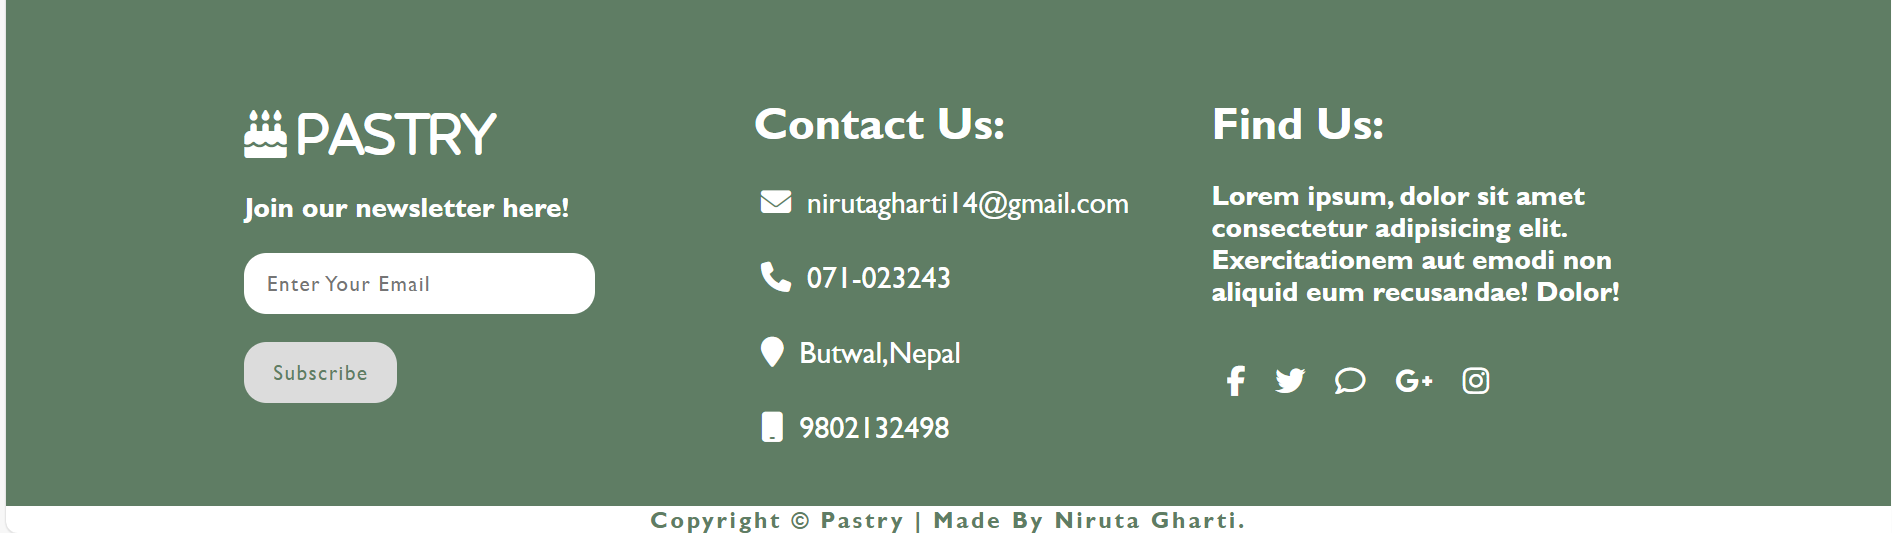 PASTRY
Join our newsletter here!
Enter Your Email
Subscribe
Contact Us:
nirutagharti14@gmail.com
071-023243
Butwal,Nepal
9802132498
Find Us:
Lorem ipsum, dolor sit amet
consectetur adipisicing elit.
Exercitationem aut emodi non
aliquid eum recusandae! Dolor!
Copyright © Pastry | Made By Niruta Gharti.